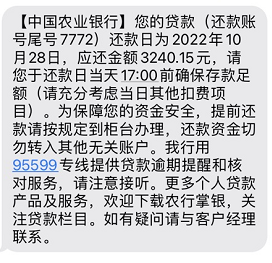 【中国农业银行】您的贷款（还款账
号尾号7772）还款日为2022年10
月28日，应还金额3240.15元，请
您于还款日当天17:00前确保存款足
额（请充分考虑当日其他扣费项
目）。为保障您的资金安全，提前还
款请按规定到柜台办理，还款资金切
勿转入其他无关账户。我行用
95599专线提供贷款逾期提醒和核
对服务，请注意接听。更多个人贷款
产品及服务，欢迎下载农行掌银，关
注贷款栏目。如有疑问请与客户经理
联系。